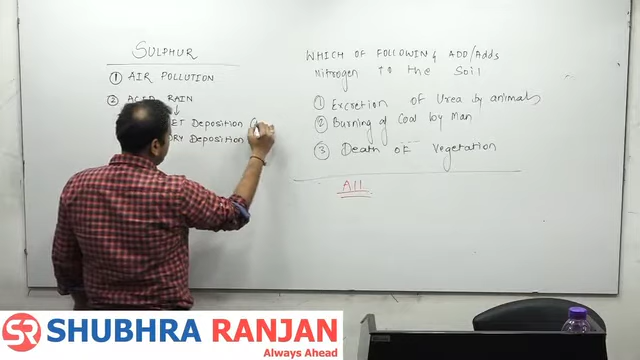 SULPHUR
① AIR POLLUTION
② ACID RAIN
ET Deposition (
DRY Deposition
WHICH OF FOLLOWING ADD/Adds
Nitrogen To the Soil
① Excretion of Urea by animals
② Burning of Coal by Man
③ Death of Vegetation
All
SR SHUBHRA RANJAN
Always Ahead